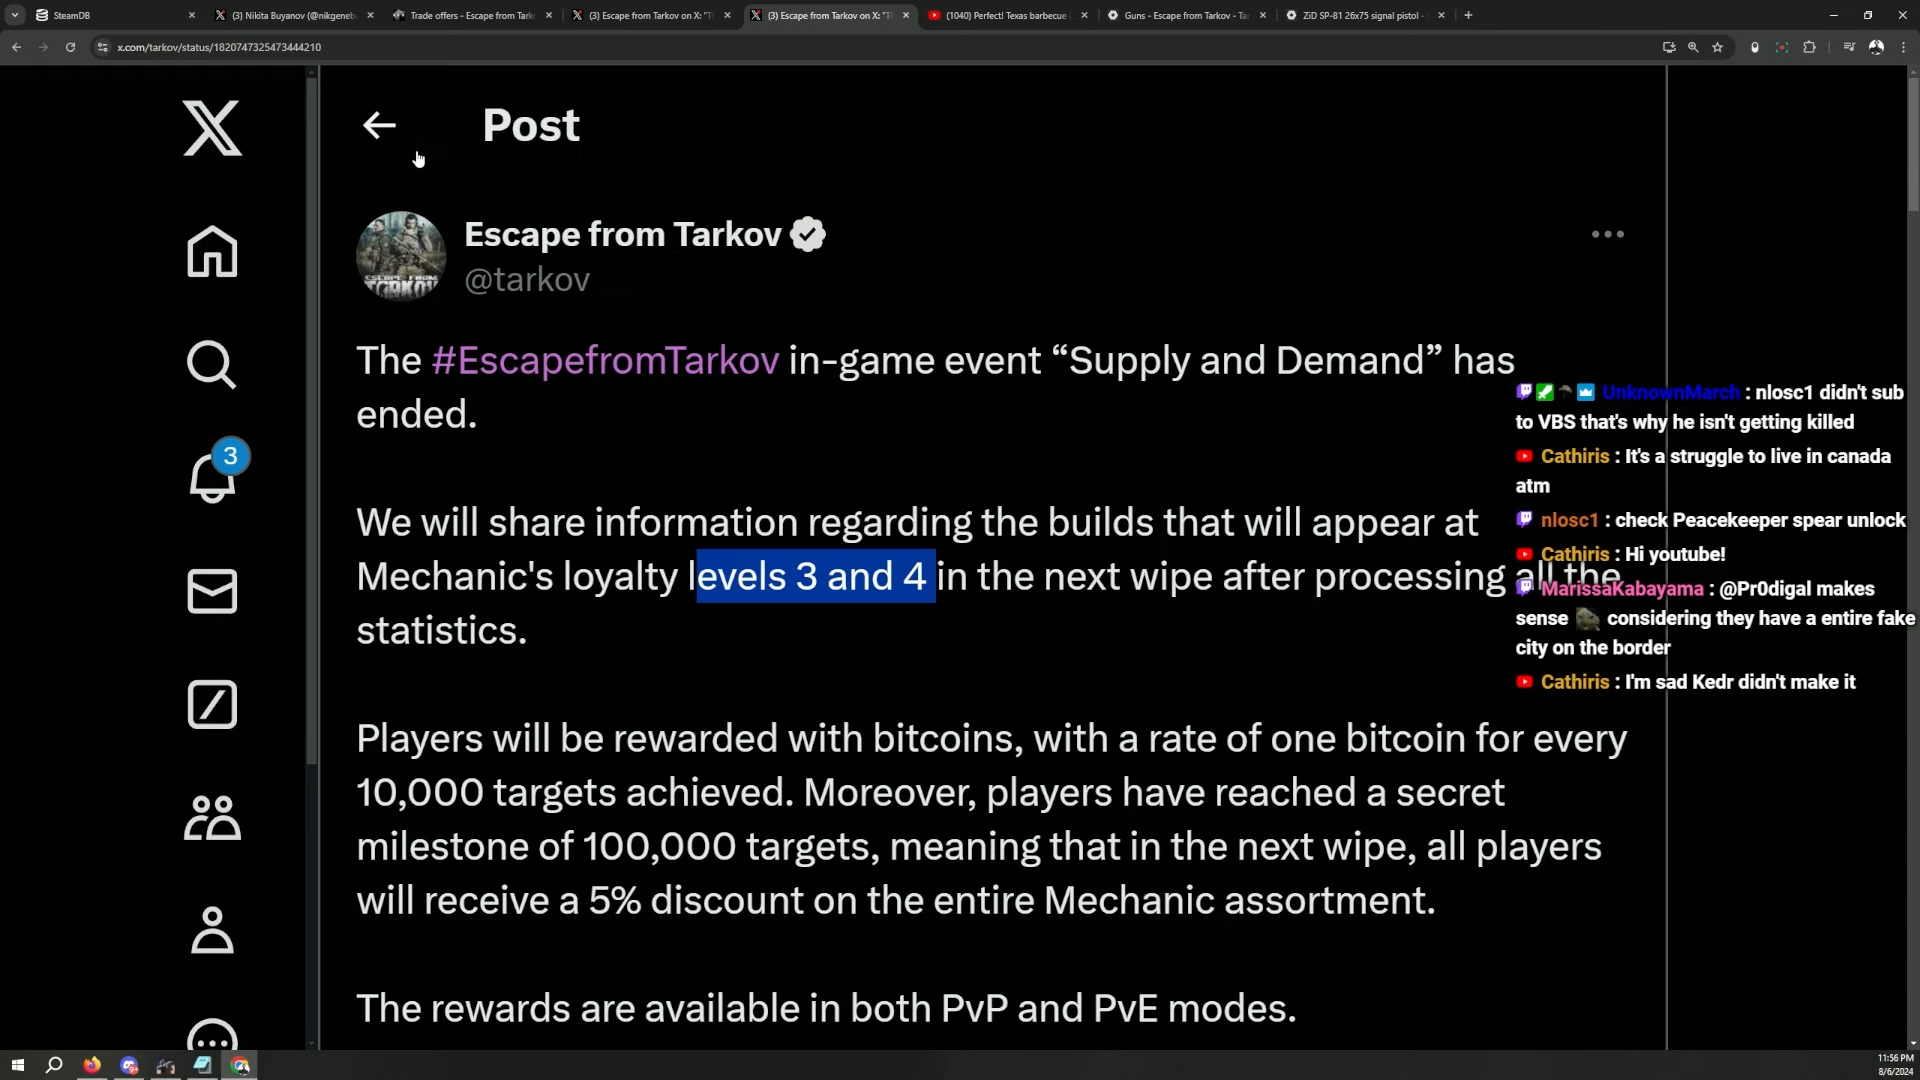 SteamDB
(3) Nikita Buyanov (@nikgeneb
Trade offers - Escape from Tark
(3) Escape from Tarkov on X: "T
(3) Escape from Tarkov on X: "Ti
(1040) Perfect! Texas barbecue
Guns - Escape from Tarkov - Ta
ZiD SP-81 26x75 signal pistol -
x.com/tarkov/status/1820747325473444210
Post
Escape from Tarkov
@tarkov
The #EscapefromTarkov in-game event “Supply and Demand” has
ended.
We will share information regarding the builds that will appear at
Mechanic's loyalty levels 3 and 4 in the next wipe after processing all the
statistics.
Players will be rewarded with bitcoins, with a rate of one bitcoin for every
10,000 targets achieved. Moreover, players have reached a secret
milestone of 100,000 targets, meaning that in the next wipe, all players
will receive a 5% discount on the entire Mechanic assortment.
The rewards are available in both PvP and PvE modes.
3
UnknownMarch : nlosc1 didn't sub
to VBS that's why he isn't getting killed
Cathiris : It's a struggle to live in canada
atm
nlosc1 : check Peacekeeper spear unlock
Cathiris : Hi youtube!
MarissaKabayama : @Pr0digal makes
sense considering they have a entire fake
city on the border
Cathiris : I'm sad Kedr didn't make it
11:56 PM
8/6/2024